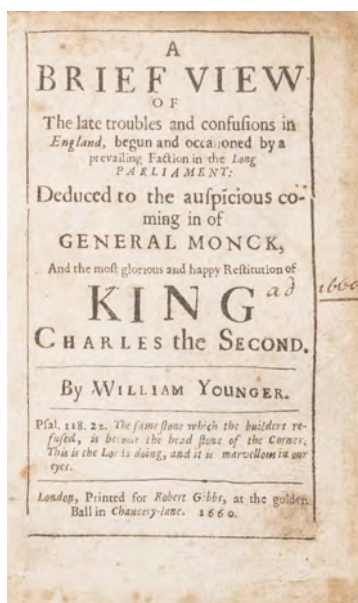 A
BRIEF VIEW
OF
The late troubles and confuſions in
England, begun and occaſioned by a
prevailing Faction in the Long
PARLIAMENT:
Deduced to the auſpicious co-
ming in of
GENERAL MONCK,
And the moſt glorious and happy Reſtitution of
KING ad 1660
CHARLES the SECOND.
By WILLIAM YOUNGER.
Pſal. 118. 22. The ſame ſtone which the builders re-
fuſed, is become the head ſtone of the Corner.
This is the Lords doing, and it is marvellous in our
eyes.
London, Printed for Robert Gibbs, at the golden
Ball in Chancery-lane. 1660.